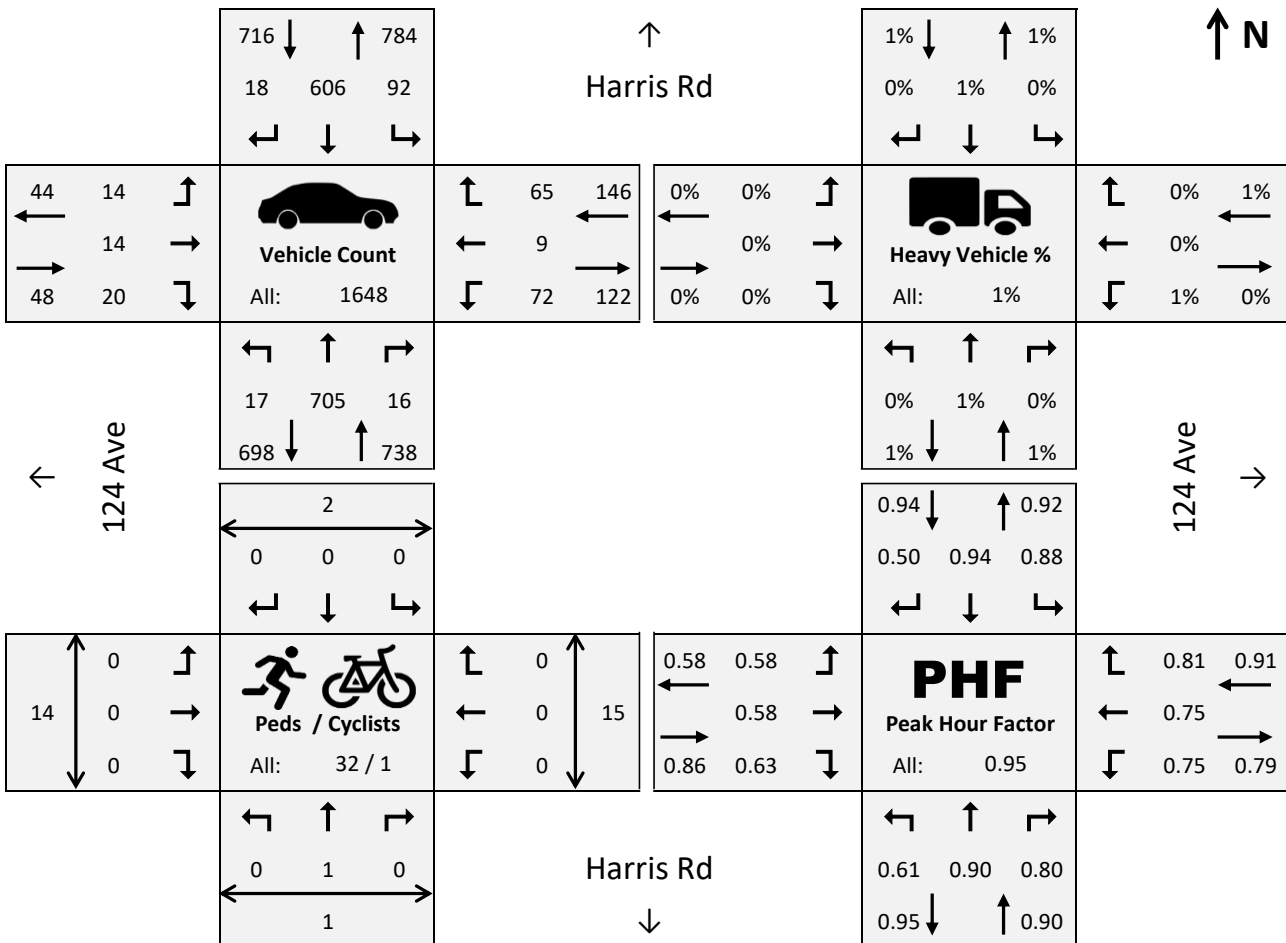 716 784 1% 1% N
Harris Rd
18 606 92 0% 1% 0%
44 14 65 146 0% 0% 0% 1%
14 Vehicle Count 9 0% Heavy Vehicle % 0%
48 20 All: 1648 72 122 0% 0% All: 1% 1% 0%
17 705 16 0% 1% 0%
698 738 1% 1%
124 Ave 124 Ave
2 0.94 0.92
0 0 0 0.50 0.94 0.88
0 0 0.58 0.58 PHF 0.81 0.91
14 0 Peds / Cyclists 0 15 0.58 Peak Hour Factor 0.75
0 All: 32 / 1 0 0.86 0.63 All: 0.95 0.75 0.79
0 1 0 Harris Rd 0.61 0.90 0.80
1 0.95 0.90